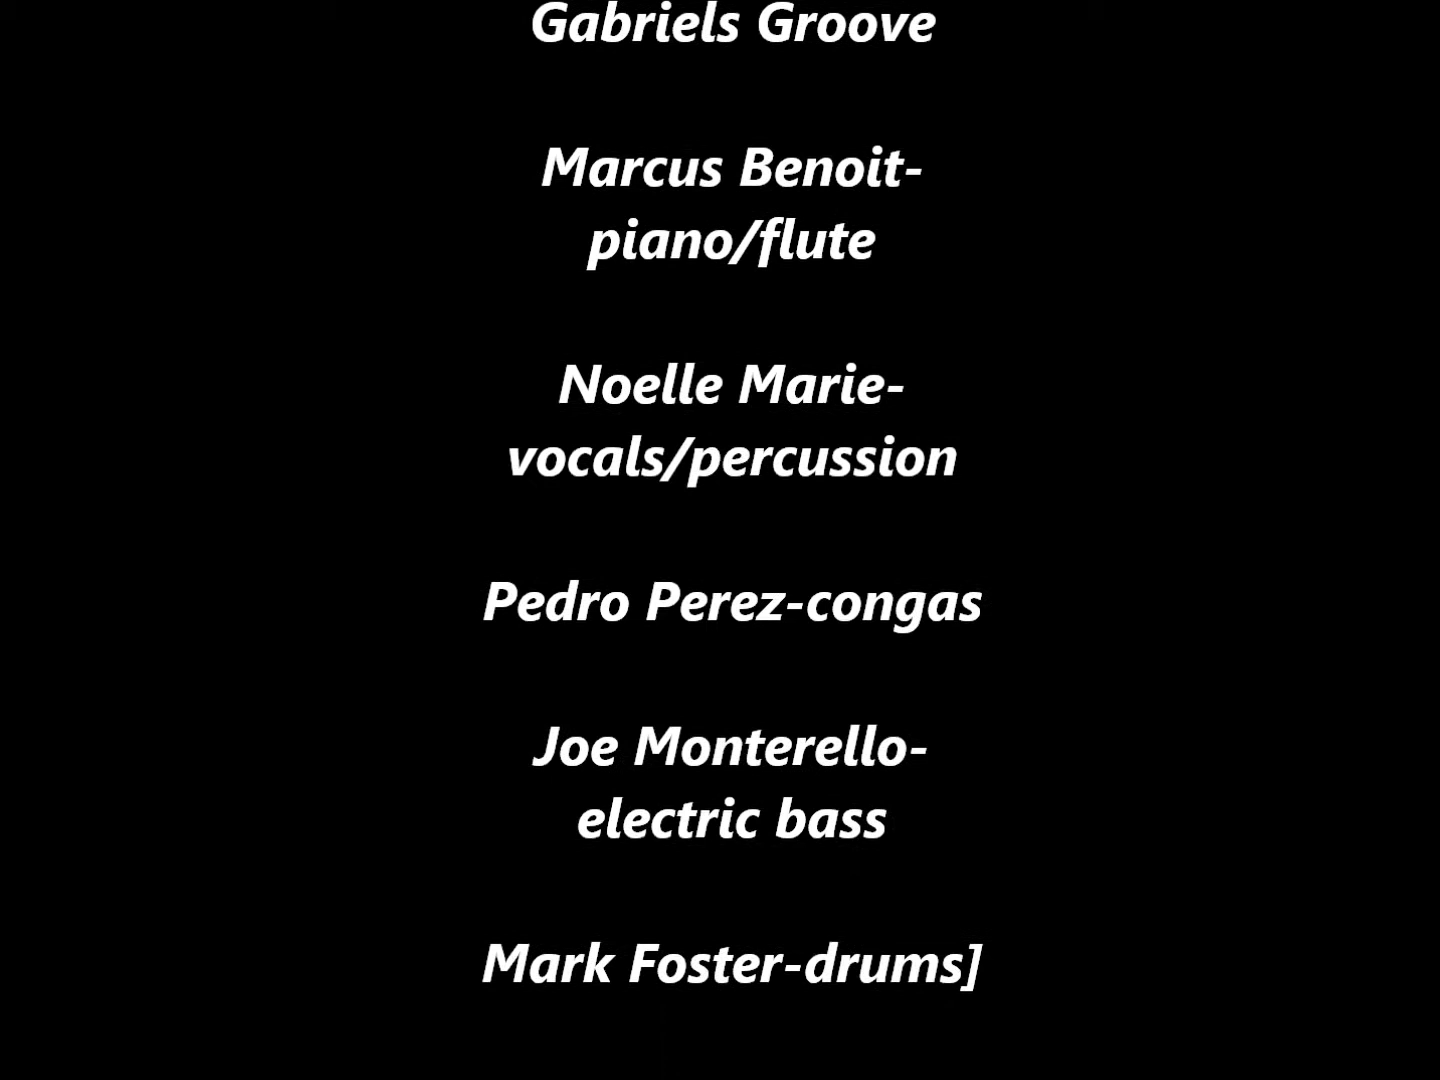 Gabriels Groove
Marcus Benoit-
piano/flute
Noelle Marie-
vocals/percussion
Pedro Perez-congas
Joe Monterello-
electric bass
Mark Foster-drums]